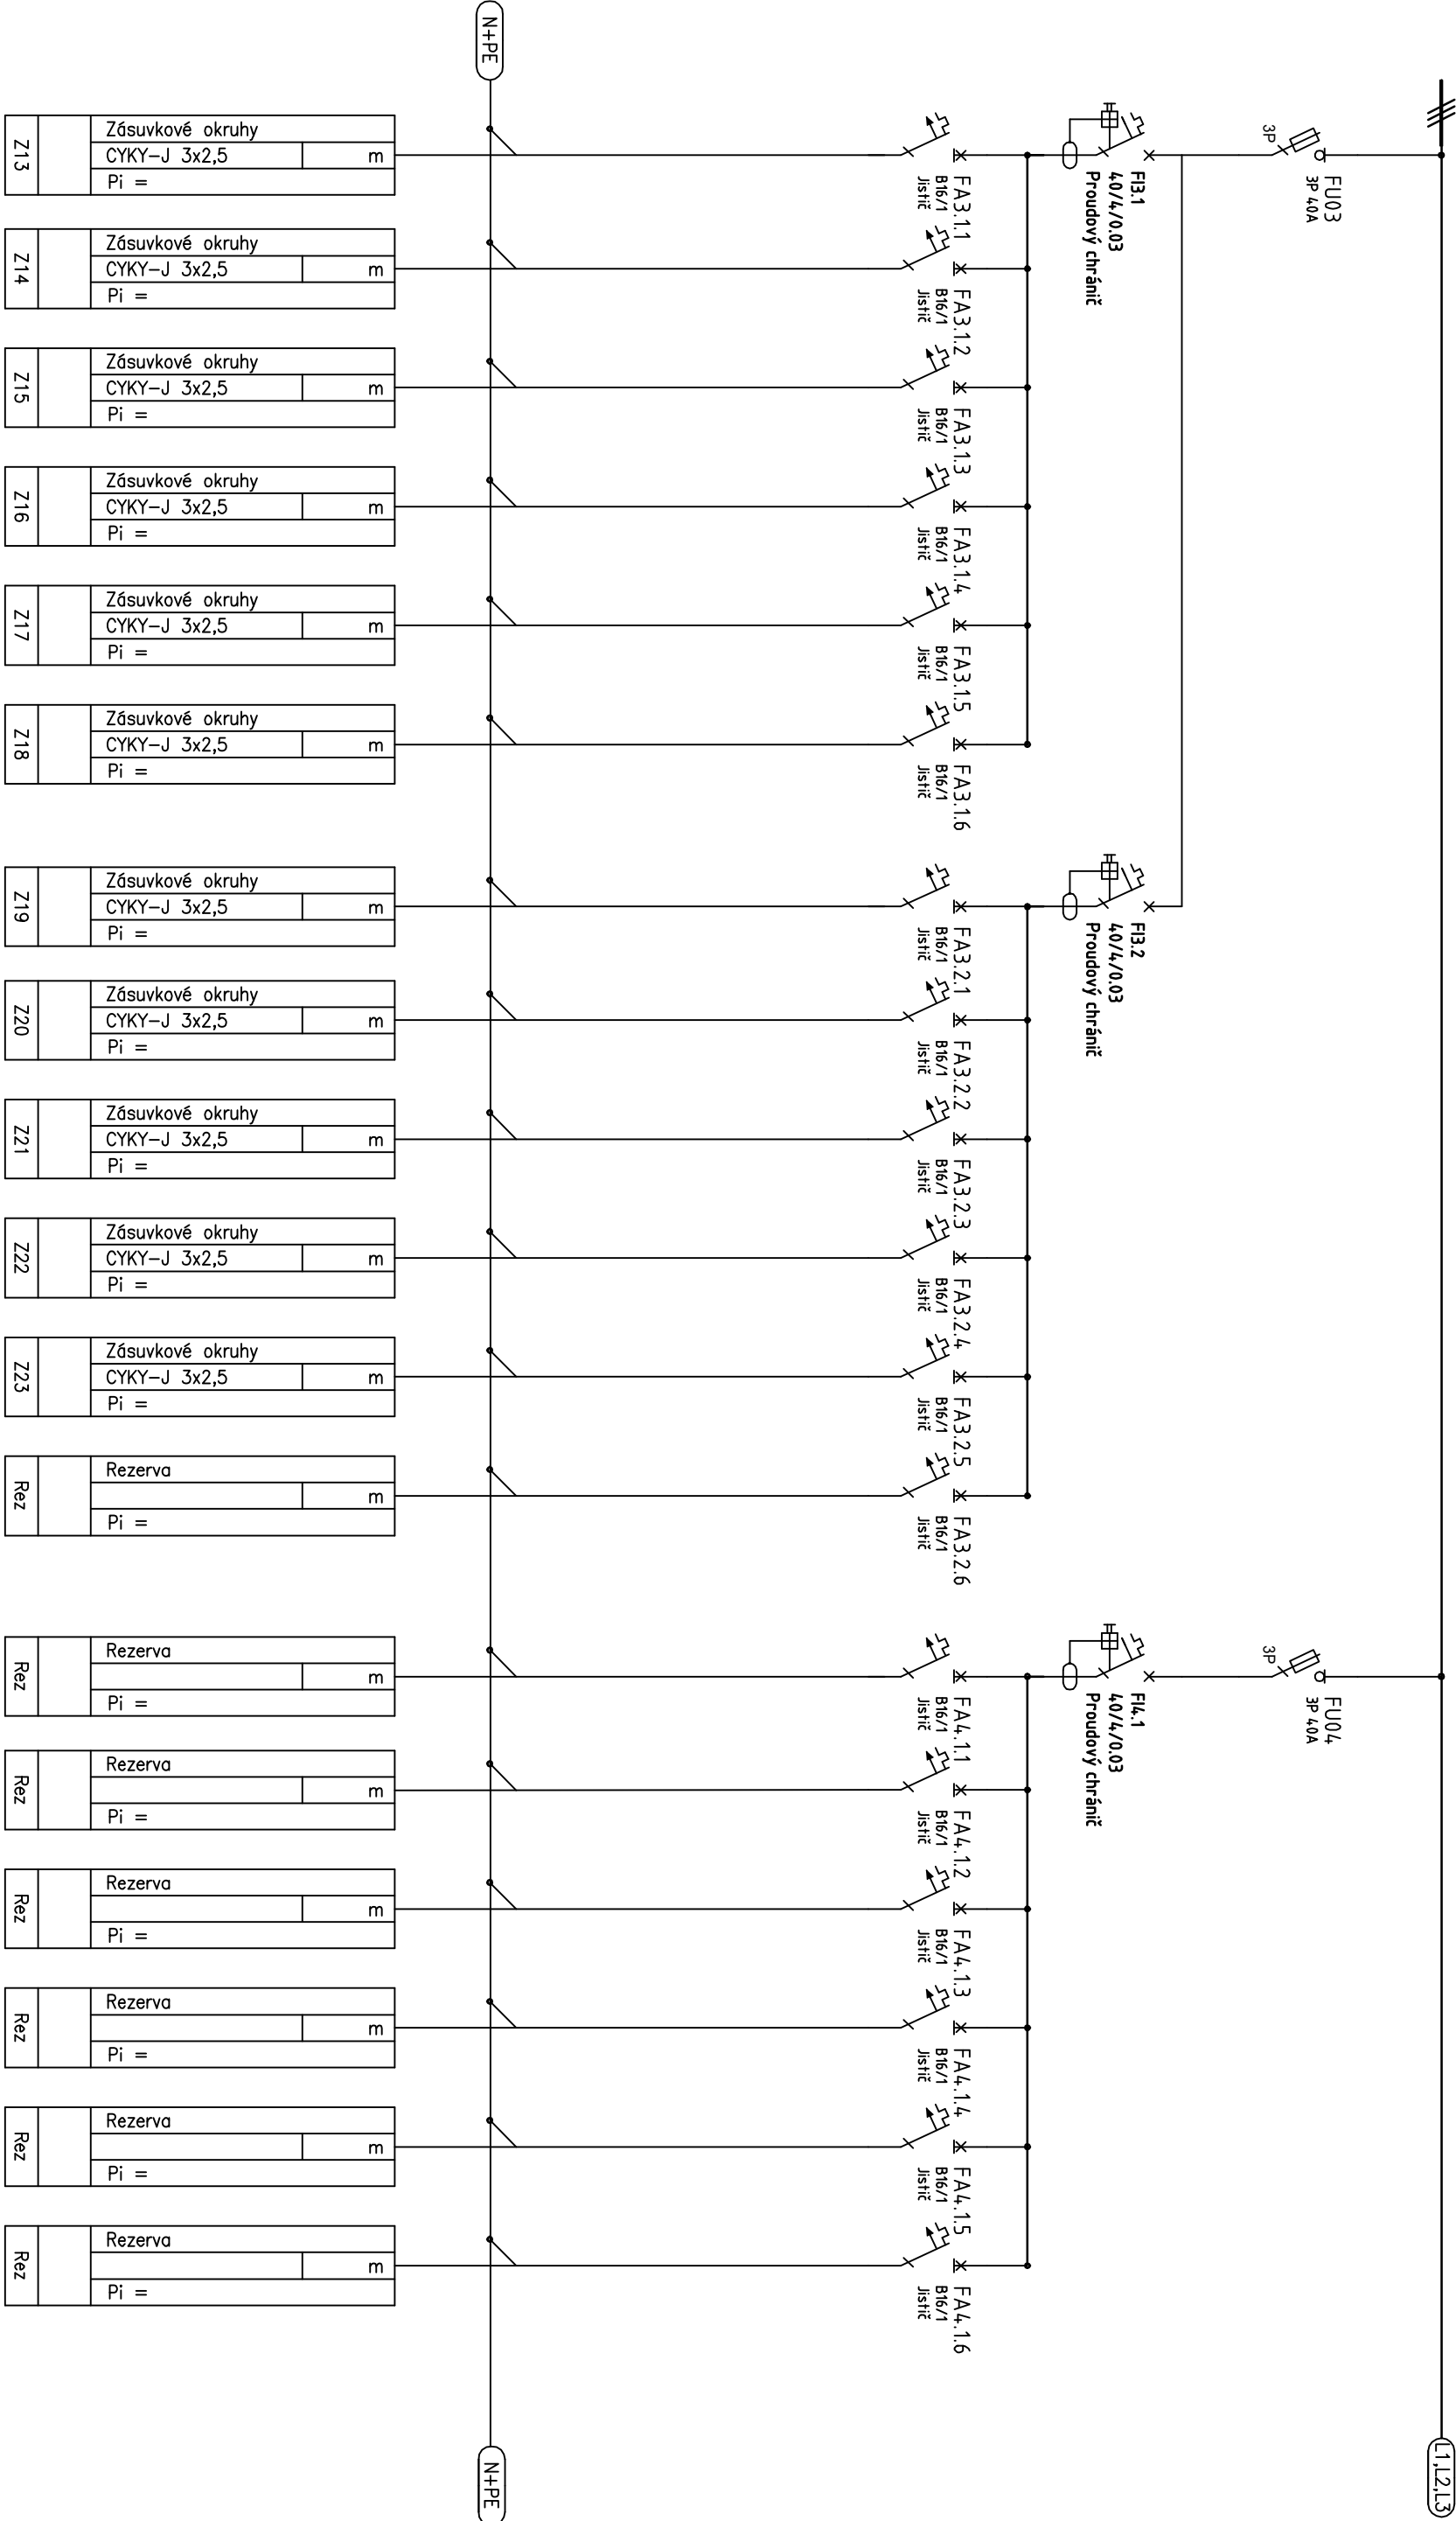 L1,L2,L3
FU03
3P 40A
3P
FU04
3P 40A
3P
FI3.1
40/4/0.03
Proudový chránič
FI3.2
40/4/0.03
Proudový chránič
FI4.1
40/4/0.03
Proudový chránič
FA3.1.1
B16/1
Jistič
FA3.1.2
B16/1
Jistič
FA3.1.3
B16/1
Jistič
FA3.1.4
B16/1
Jistič
FA3.1.5
B16/1
Jistič
FA3.1.6
B16/1
Jistič
FA3.2.1
B16/1
Jistič
FA3.2.2
B16/1
Jistič
FA3.2.3
B16/1
Jistič
FA3.2.4
B16/1
Jistič
FA3.2.5
B16/1
Jistič
FA3.2.6
B16/1
Jistič
FA4.1.1
B16/1
Jistič
FA4.1.2
B16/1
Jistič
FA4.1.3
B16/1
Jistič
FA4.1.4
B16/1
Jistič
FA4.1.5
B16/1
Jistič
FA4.1.6
B16/1
Jistič
N+PE
N+PE
Zásuvkové okruhy
CYKY-J 3x2,5 m
Pi =
Z13
Zásuvkové okruhy
CYKY-J 3x2,5 m
Pi =
Z14
Zásuvkové okruhy
CYKY-J 3x2,5 m
Pi =
Z15
Zásuvkové okruhy
CYKY-J 3x2,5 m
Pi =
Z16
Zásuvkové okruhy
CYKY-J 3x2,5 m
Pi =
Z17
Zásuvkové okruhy
CYKY-J 3x2,5 m
Pi =
Z18
Zásuvkové okruhy
CYKY-J 3x2,5 m
Pi =
Z19
Zásuvkové okruhy
CYKY-J 3x2,5 m
Pi =
Z20
Zásuvkové okruhy
CYKY-J 3x2,5 m
Pi =
Z21
Zásuvkové okruhy
CYKY-J 3x2,5 m
Pi =
Z22
Zásuvkové okruhy
CYKY-J 3x2,5 m
Pi =
Z23
Rezerva
m
Pi =
Rez
Rezerva
m
Pi =
Rez
Rezerva
m
Pi =
Rez
Rezerva
m
Pi =
Rez
Rezerva
m
Pi =
Rez
Rezerva
m
Pi =
Rez
Rezerva
m
Pi =
Rez